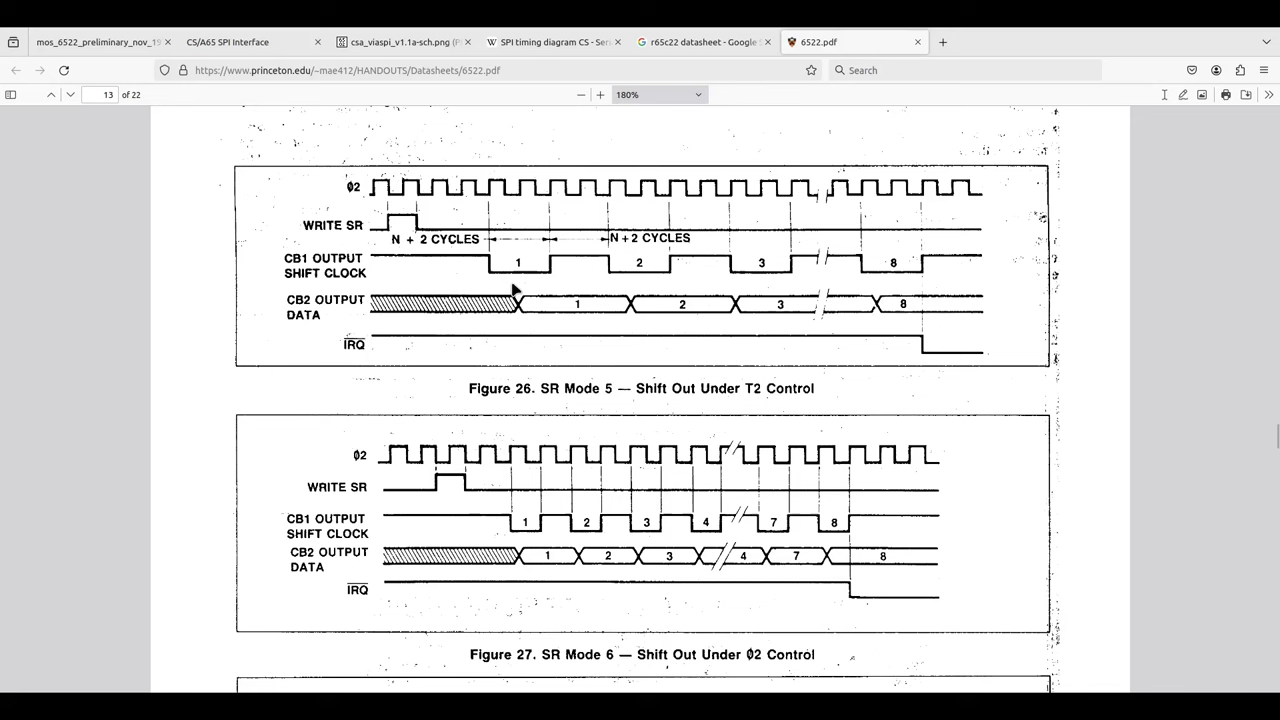 mos_6522_preliminary_nov_19
CS/A65 SPI Interface
csa_viaspi_v1.1a-sch.png (P
SPI timing diagram CS - Ser
r65c22 datasheet - Google S
6522.pdf
https://www.princeton.edu/~mae412/HANDOUTS/Datasheets/6522.pdf
Search
13 of 22
180%
Ø2
WRITE SR
N + 2 CYCLES
N + 2 CYCLES
CB1 OUTPUT
SHIFT CLOCK
1 2 3 8
CB2 OUTPUT
DATA
1 2 3 8
IRQ
Figure 26. SR Mode 5 — Shift Out Under T2 Control
Ø2
WRITE SR
CB1 OUTPUT
SHIFT CLOCK
1 2 3 4 7 8
CB2 OUTPUT
DATA
1 2 3 4 7 8
IRQ
Figure 27. SR Mode 6 — Shift Out Under Ø2 Control